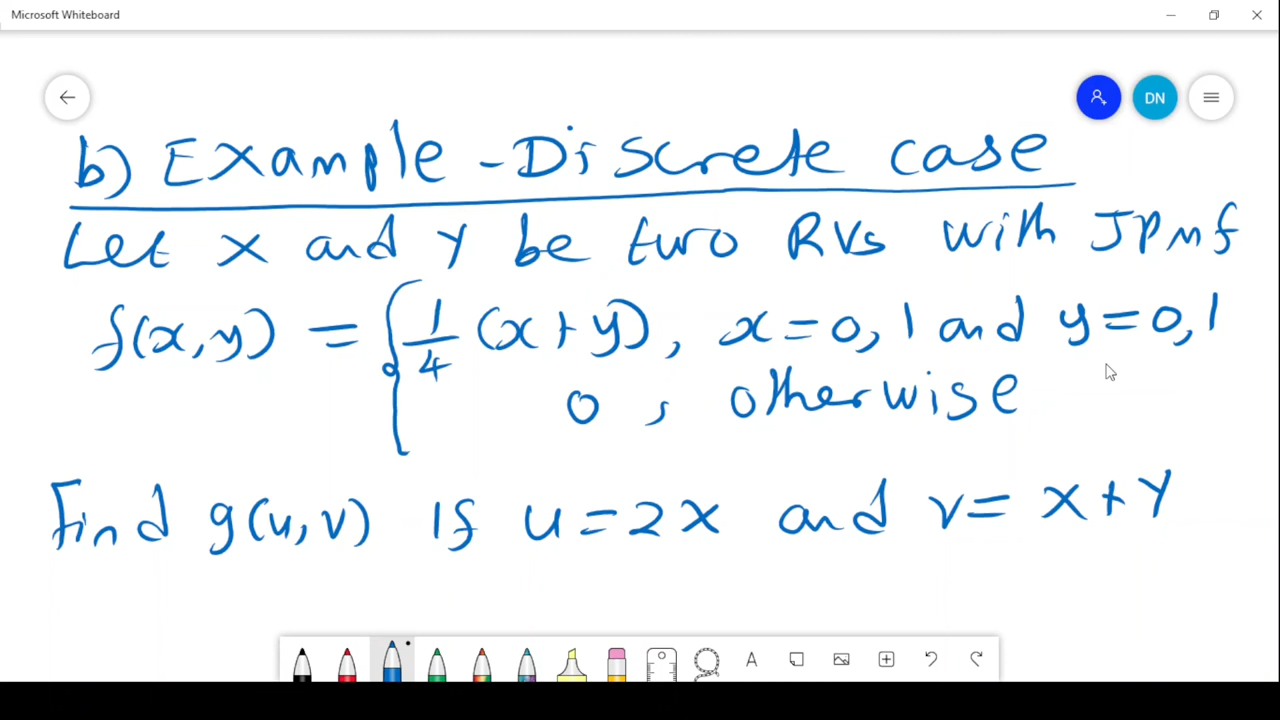 Microsoft Whiteboard
DN
b) Example - Discrete case
Let X and Y be two RVs with JPmf
f(x,y) = { 1/4 (x+y), x=0,1 and y=0,1
0, otherwise
Find g(u,v) If u=2X and v=X+Y
A